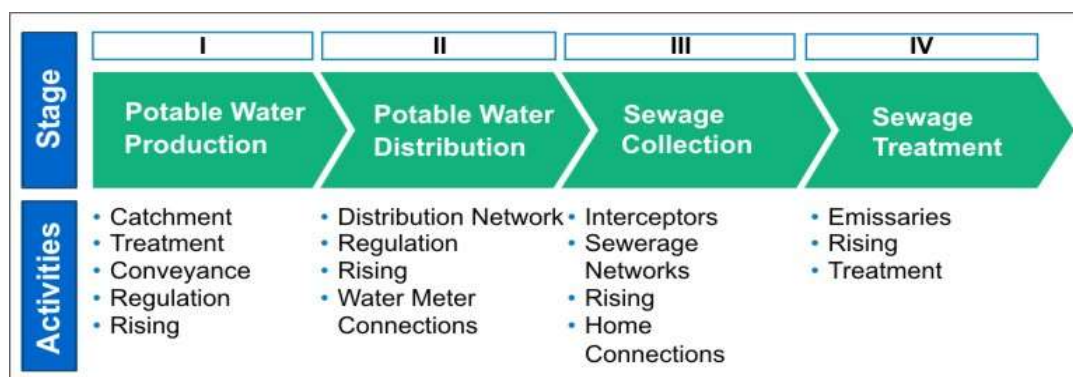 Stage
I
II
III
IV
Potable Water
Production
Potable Water
Distribution
Sewage
Collection
Sewage
Treatment
Activities
• Catchment
• Treatment
• Conveyance
• Regulation
• Rising
• Distribution Network
• Regulation
• Rising
• Water Meter
Connections
• Interceptors
• Sewerage
Networks
• Rising
• Home
Connections
• Emissaries
• Rising
• Treatment